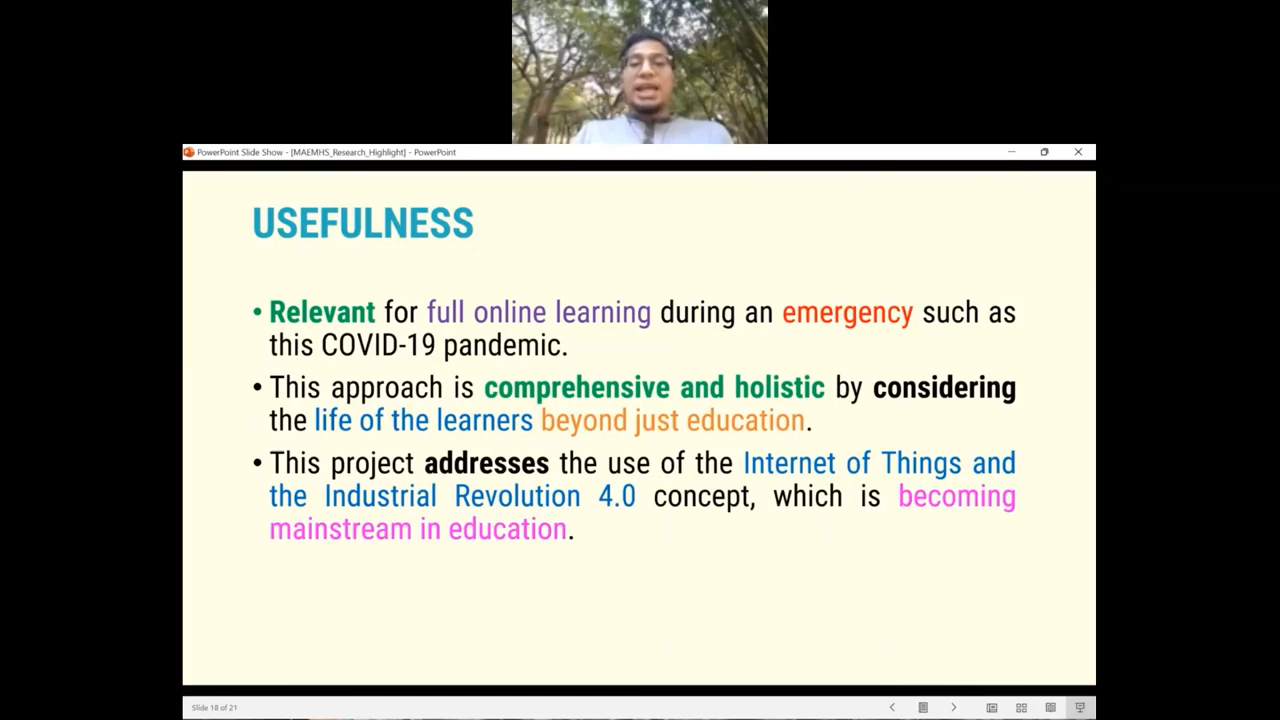 PowerPoint Slide Show - [MAEMHS_Research_Highlight] - PowerPoint
USEFULNESS
• Relevant for full online learning during an emergency such as
this COVID-19 pandemic.
• This approach is comprehensive and holistic by considering
the life of the learners beyond just education.
• This project addresses the use of the Internet of Things and
the Industrial Revolution 4.0 concept, which is becoming
mainstream in education.
Slide 18 of 21